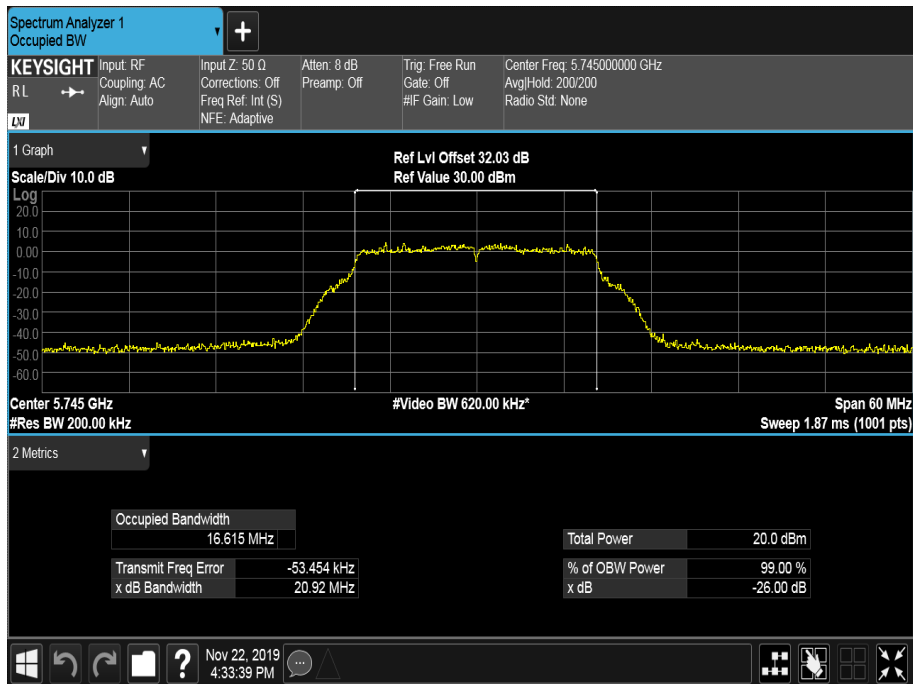 Spectrum Analyzer 1
Occupied BW
+
KEYSIGHT
RL
LXI
Input: RF
Coupling: AC
Align: Auto
Input Z: 50 Ω
Corrections: Off
Freq Ref: Int (S)
NFE: Adaptive
Atten: 8 dB
Preamp: Off
Trig: Free Run
Gate: Off
#IF Gain: Low
Center Freq: 5.745000000 GHz
Avg|Hold: 200/200
Radio Std: None
1 Graph
Scale/Div 10.0 dB
Ref Lvl Offset 32.03 dB
Ref Value 30.00 dBm
Log
20.0
10.0
0.00
-10.0
-20.0
-30.0
-40.0
-50.0
-60.0
Center 5.745 GHz
#Video BW 620.00 kHz*
Span 60 MHz
#Res BW 200.00 kHz
Sweep 1.87 ms (1001 pts)
2 Metrics
Occupied Bandwidth
16.615 MHz
Total Power 20.0 dBm
Transmit Freq Error -53.454 kHz
% of OBW Power 99.00 %
x dB Bandwidth 20.92 MHz
x dB -26.00 dB
?
Nov 22, 2019
4:33:39 PM